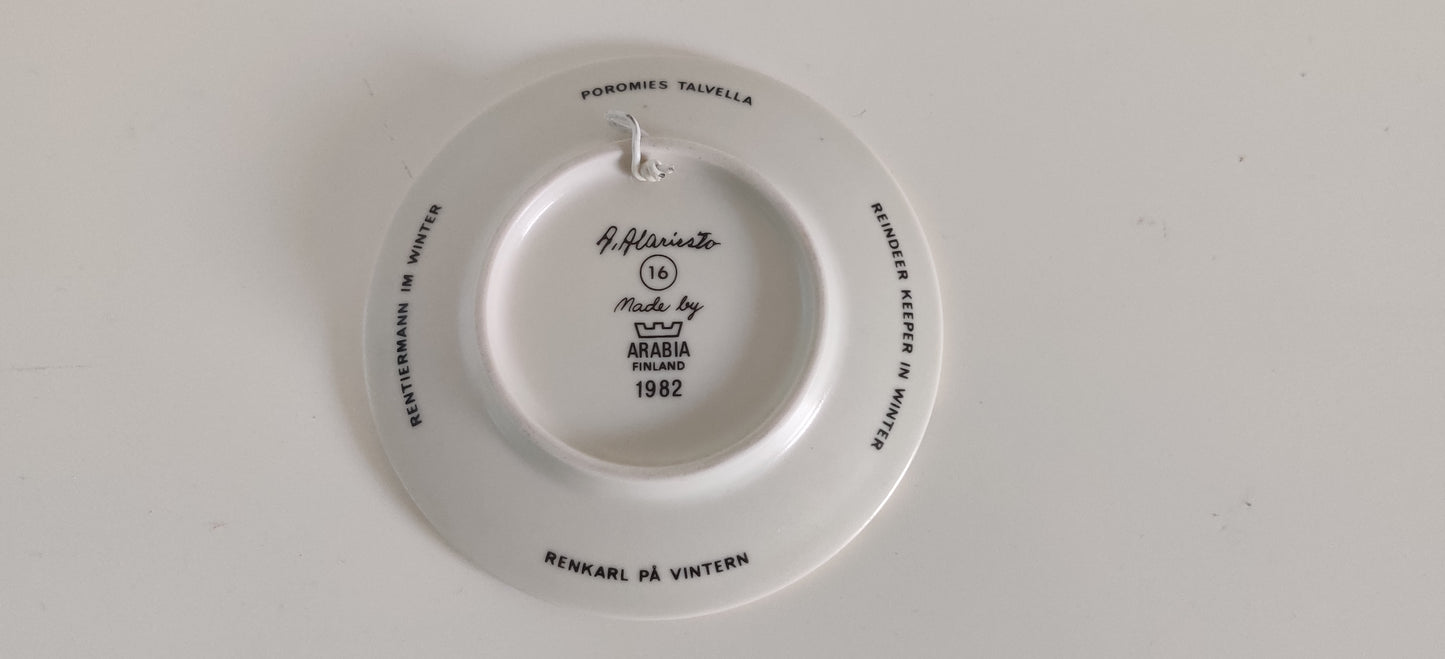 POROMIES TALVELLA
REINDEER KEEPER IN WINTER
RENKARL PÅ VINTERN
RENTIERMANN IM WINTER
A. Alariesto
16
Made by
ARABIA
FINLAND
1982